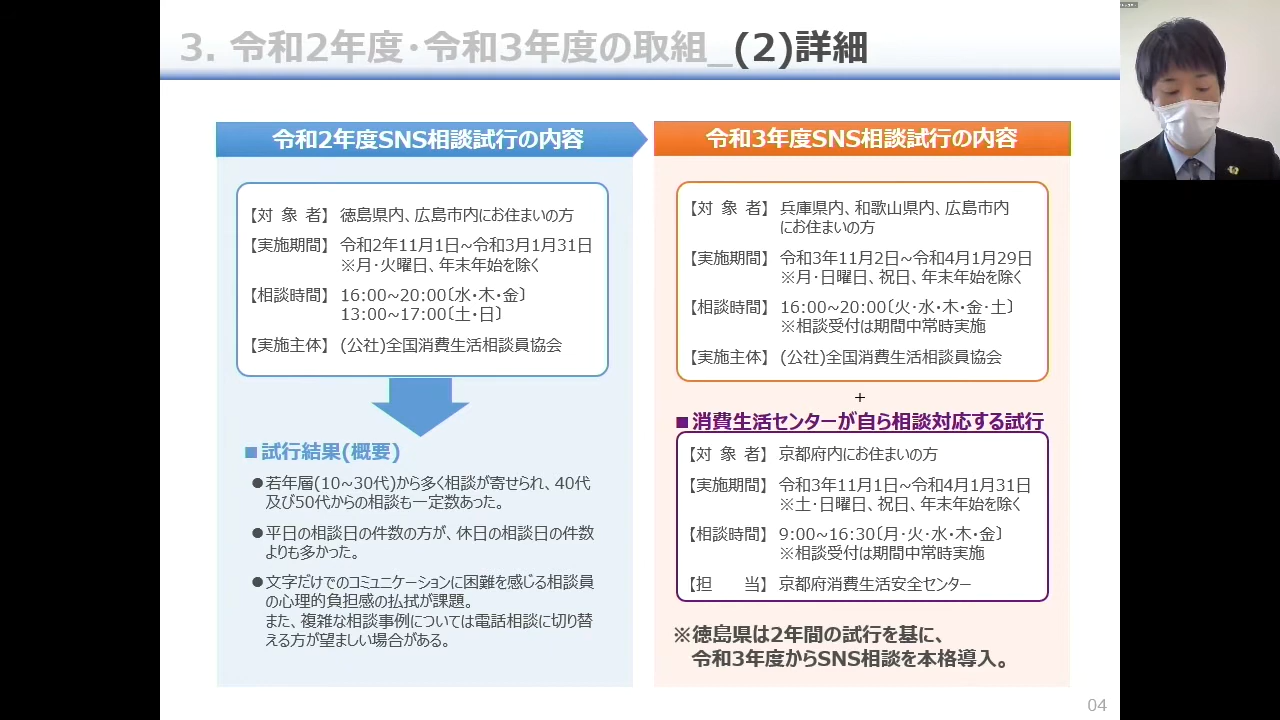 3. 令和2年度・令和3年度の取組_(2)詳細
令和2年度SNS相談試行の内容
【対 象 者】 徳島県内、広島市内にお住まいの方
【実施期間】 令和2年11月1日~令和3月1月31日
※月・火曜日、年末年始を除く
【相談時間】 16:00~20:00〔水・木・金〕
13:00~17:00〔土・日〕
【実施主体】 (公社)全国消費生活相談員協会
■試行結果(概要)
●若年層(10~30代)から多く相談が寄せられ、40代
及び50代からの相談も一定数あった。
●平日の相談日の件数の方が、休日の相談日の件数
よりも多かった。
●文字だけでのコミュニケーションに困難を感じる相談員
の心理的負担感の払拭が課題。
また、複雑な相談事例については電話相談に切り替
える方が望ましい場合がある。
令和3年度SNS相談試行の内容
【対 象 者】 兵庫県内、和歌山県内、広島市内
にお住まいの方
【実施期間】 令和3年11月2日~令和4月1月29日
※月・日曜日、祝日、年末年始を除く
【相談時間】 16:00~20:00〔火・水・木・金・土〕
※相談受付は期間中常時実施
【実施主体】 (公社)全国消費生活相談員協会
+
■消費生活センターが自ら相談対応する試行
【対 象 者】 京都府内にお住まいの方
【実施期間】 令和3年11月1日~令和4月1月31日
※土・日曜日、祝日、年末年始を除く
【相談時間】 9:00~16:30〔月・火・水・木・金〕
※相談受付は期間中常時実施
【担 当】 京都府消費生活安全センター
※徳島県は2年間の試行を基に、
令和3年度からSNS相談を本格導入。
04